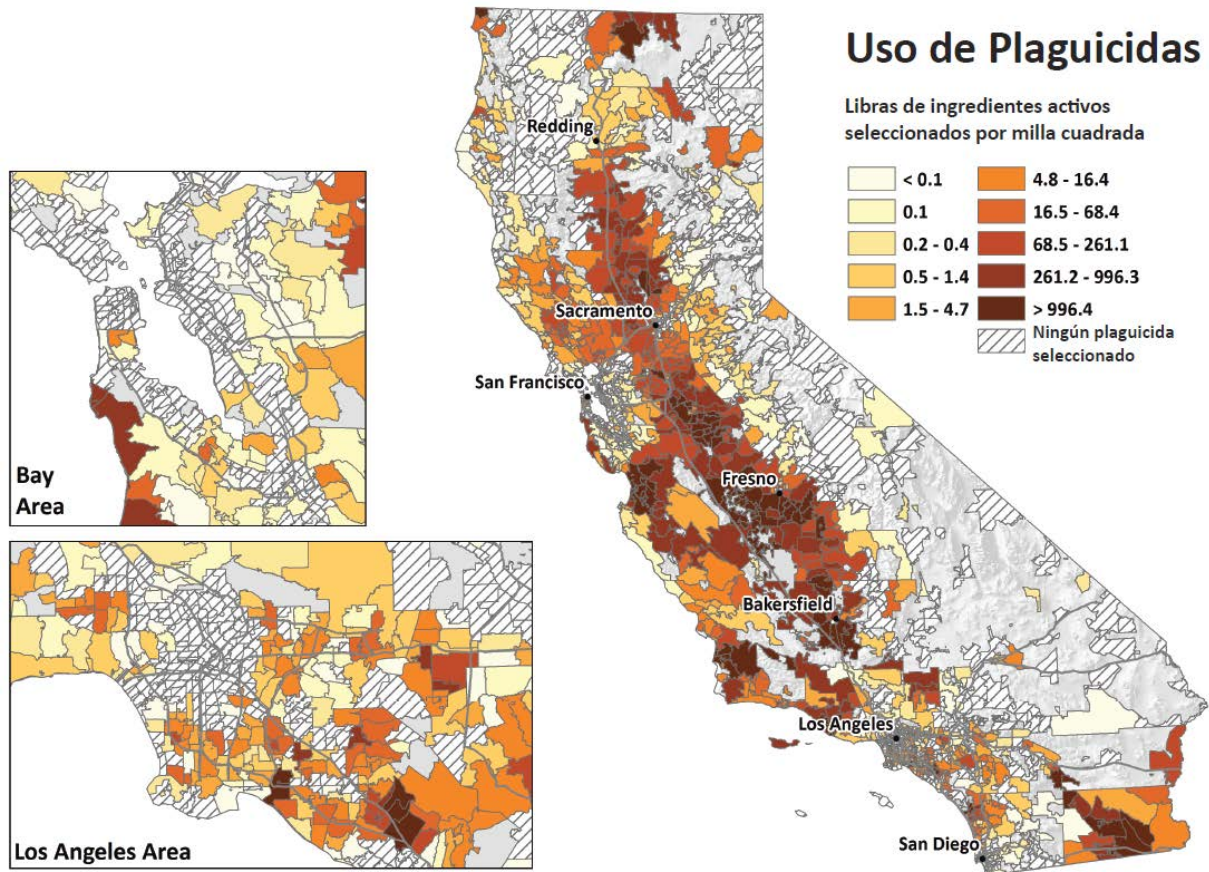 Uso de Plaguicidas
Libras de ingredientes activos
seleccionados por milla cuadrada
< 0.1
0.1
0.2 - 0.4
0.5 - 1.4
1.5 - 4.7
4.8 - 16.4
16.5 - 68.4
68.5 - 261.1
261.2 - 996.3
> 996.4
Ningún plaguicida
seleccionado
Redding
Sacramento
San Francisco
Fresno
Bakersfield
Los Angeles
San Diego
Bay
Area
Los Angeles Area